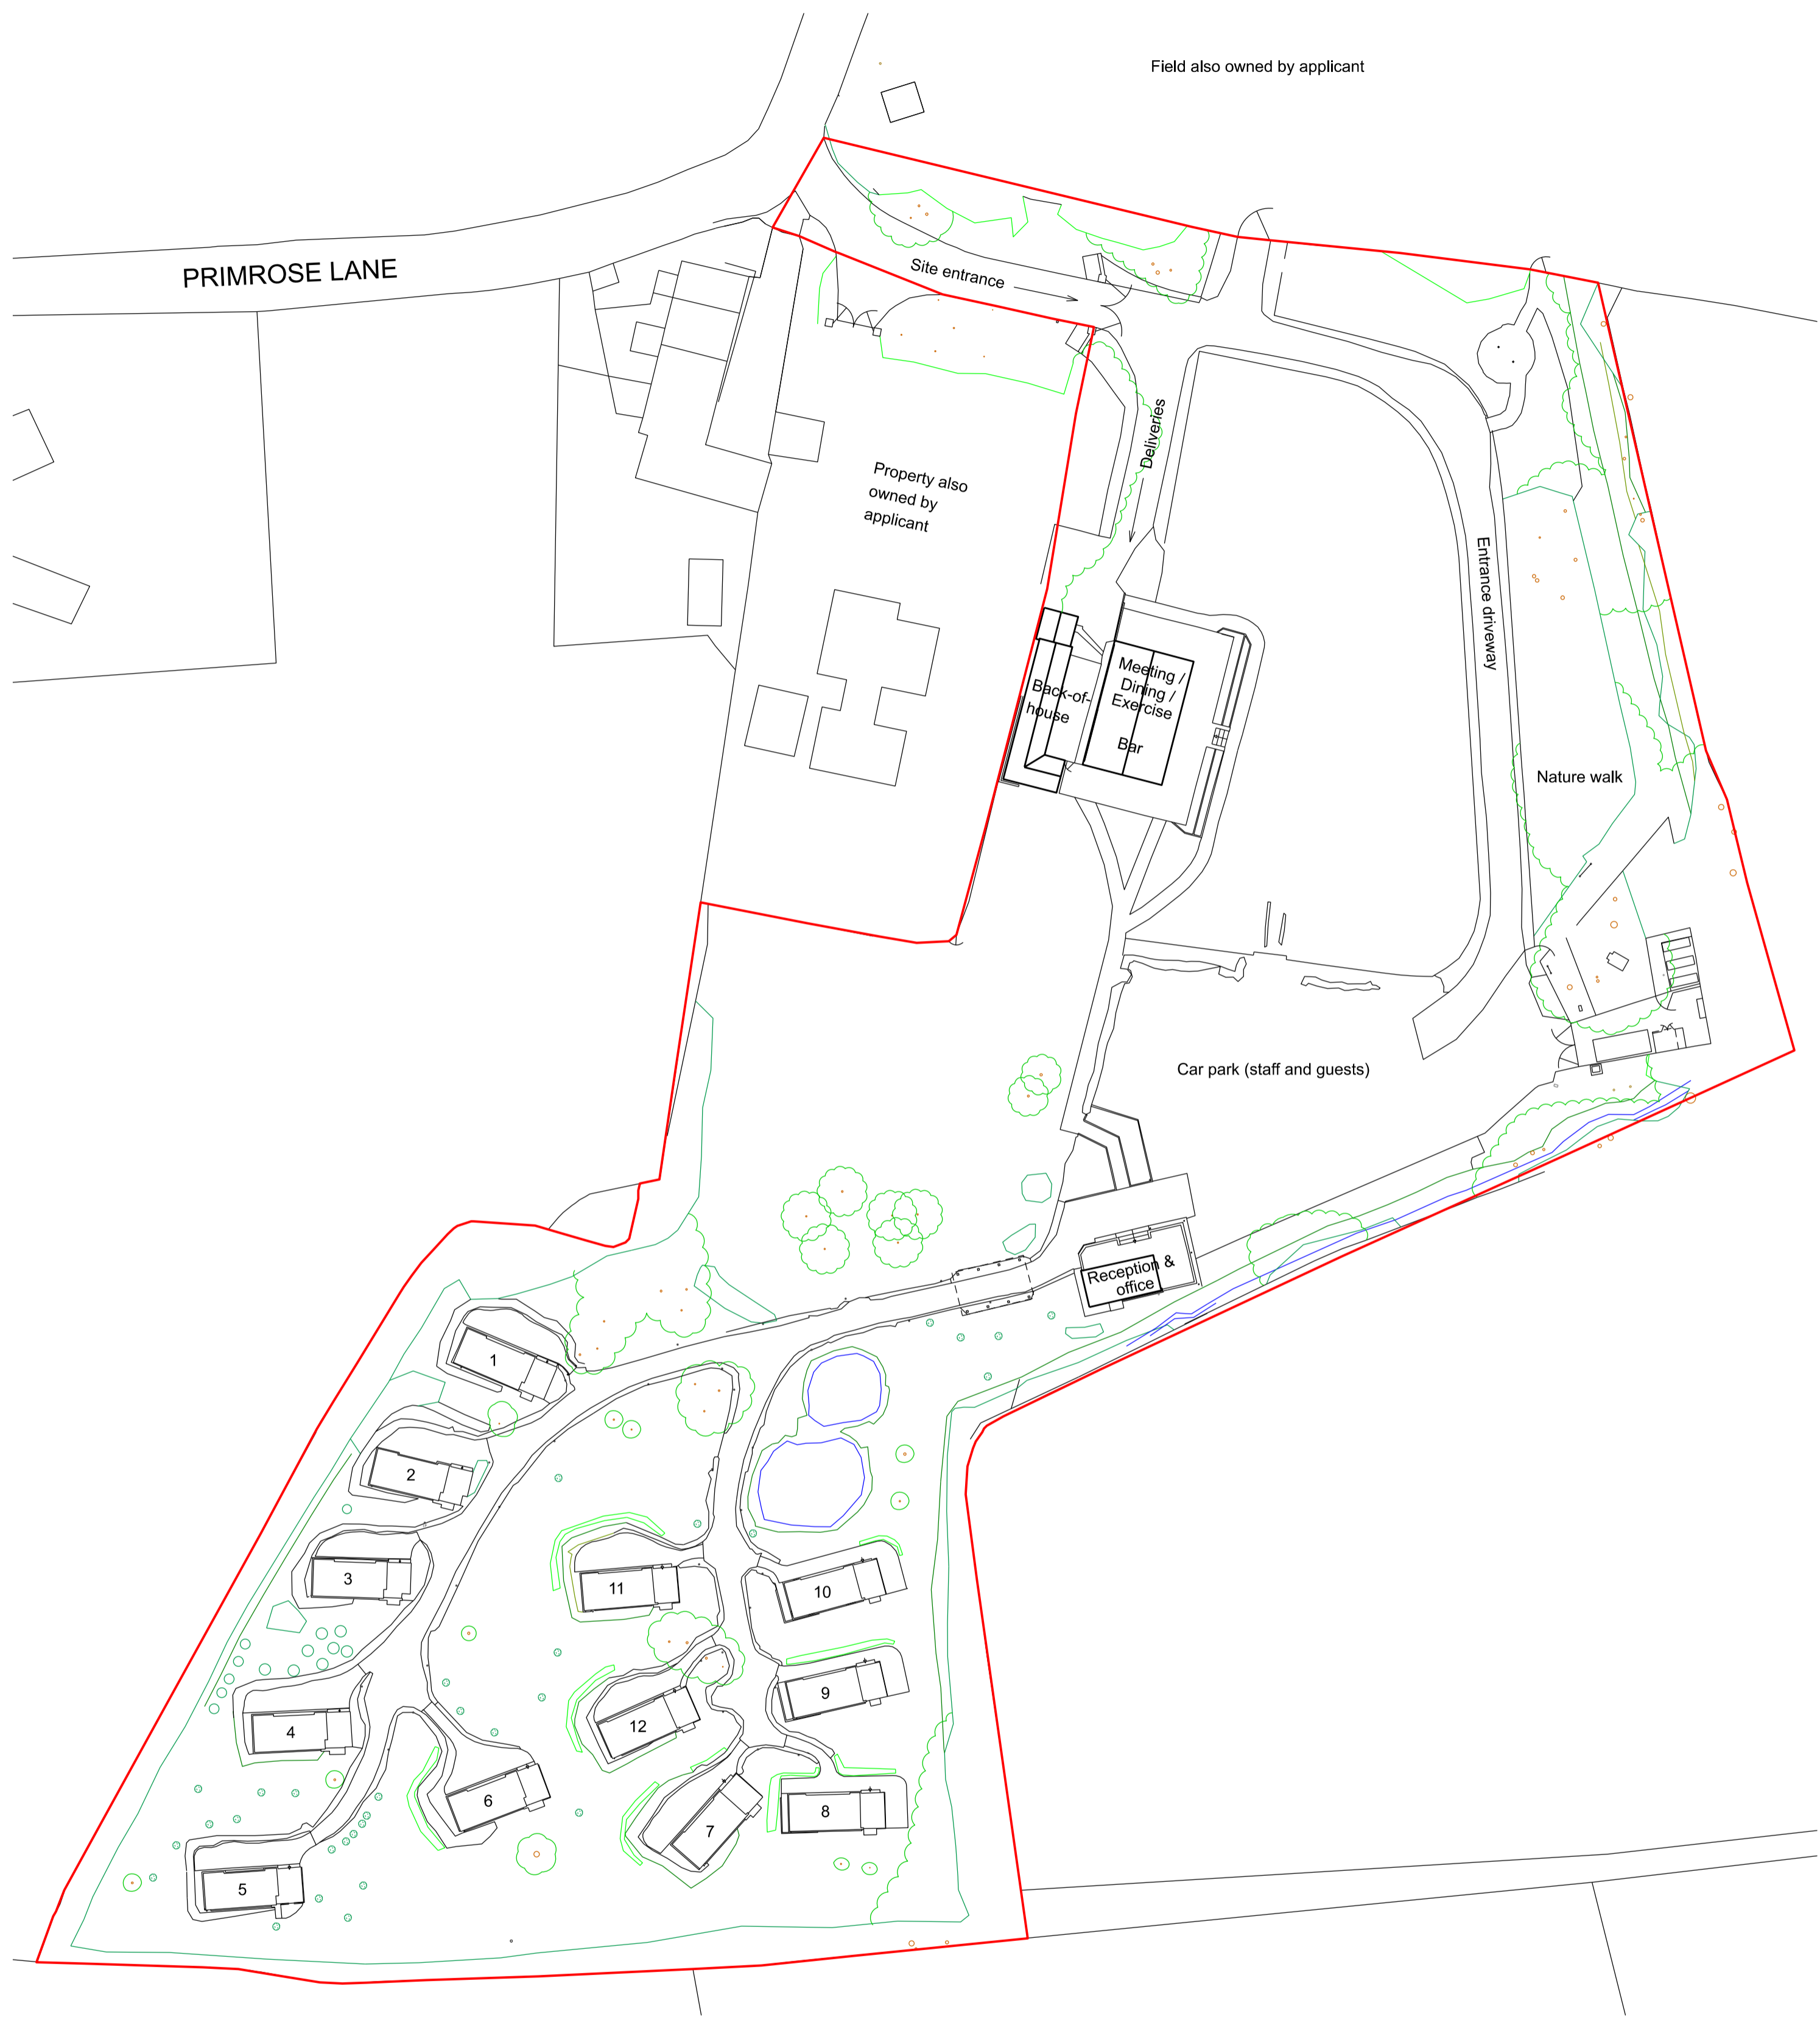 Field also owned by applicant
PRIMROSE LANE
Site entrance
Deliveries
Property also
owned by
applicant
Entrance driveway
Meeting /
Dining /
Exercise
Bar
Back-of-
house
Nature walk
Car park (staff and guests)
Reception &
office
1
2
3
11
10
9
4
12
6
7
8
5